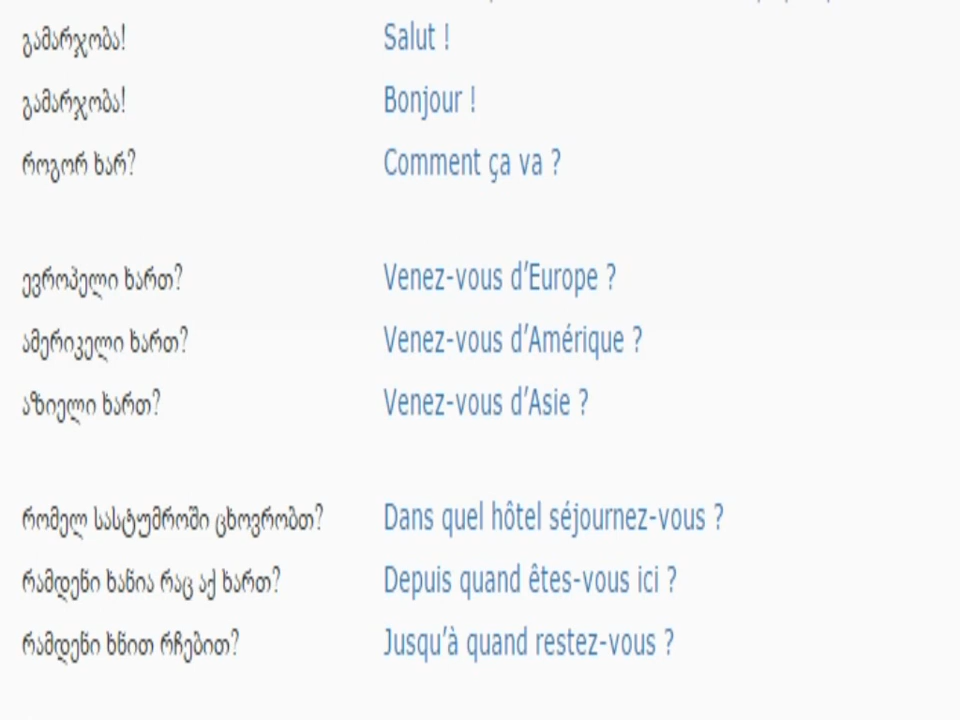 გამარჯობა! Salut !
გამარჯობა! Bonjour !
როგორ ხარ? Comment ça va ?
ევროპელი ხართ? Venez-vous d’Europe ?
ამერიკელი ხართ? Venez-vous d’Amérique ?
აზიელი ხართ? Venez-vous d’Asie ?
რომელ სასტუმროში ცხოვრობთ? Dans quel hôtel séjournez-vous ?
რამდენი ხანია რაც აქ ხართ? Depuis quand êtes-vous ici ?
რამდენი ხნით რჩებით? Jusqu’à quand restez-vous ?